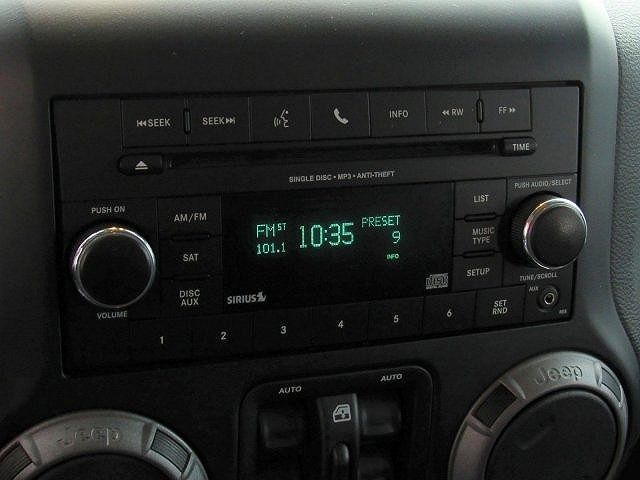 SEEK SEEK INFO RW FF
TIME
SINGLE DISC • MP3 • ANTI-THEFT
PUSH ON AM/FM LIST PUSH AUDIO/SELECT
FM ST 10:35 PRESET
101.1 9
INFO
SAT MUSIC TYPE
DISC AUX SETUP TUNE/SCROLL
VOLUME SIRIUS AUX
1 2 3 4 5 6 SET RND
AUTO AUTO
Jeep Jeep